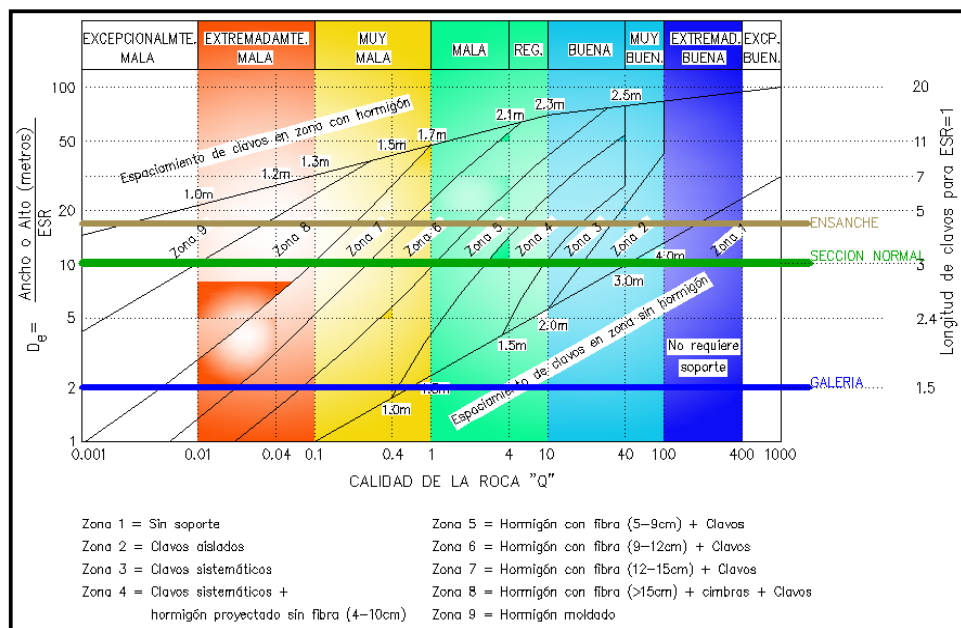 EXCEPCIONALMTE. MALA
EXTREMADAMTE. MALA
MUY MALA
MALA
REG.
BUENA
MUY BUEN.
EXTREMAD. BUENA
EXCP. BUEN.
De= Ancho o Alto (metros) / ESR
100
50
20
10
5
2
1
20
11
7
5
3
2.4
1.5
Longitud de clavos para ESR=1
Espaciamiento de clavos en zona con hormigón
1.0m
1.2m
1.3m
1.5m
1.7m
2.1m
2.3m
2.5m
Zona 9
Zona 8
Zona 7
Zona 6
Zona 5
Zona 4
Zona 3
Zona 2
Zona 1
ENSANCHE
SECCION NORMAL
GALERIA
4.0m
3.0m
2.0m
1.5m
1.0m
Espaciamiento de clavos en zona sin hormigón
No requiere
soporte
0.001
0.01
0.04
0.1
0.4
1
4
10
40
100
400
1000
CALIDAD DE LA ROCA "Q"
Zona 1 = Sin soporte
Zona 2 = Clavos aislados
Zona 3 = Clavos sistemáticos
Zona 4 = Clavos sistemáticos +
hormigón proyectado sin fibra (4-10cm)
Zona 5 = Hormigón con fibra (5-9cm) + Clavos
Zona 6 = Hormigón con fibra (9-12cm) + Clavos
Zona 7 = Hormigón con fibra (12-15cm) + Clavos
Zona 8 = Hormigón con fibra (>15cm) + cimbras + Clavos
Zona 9 = Hormigón moldado